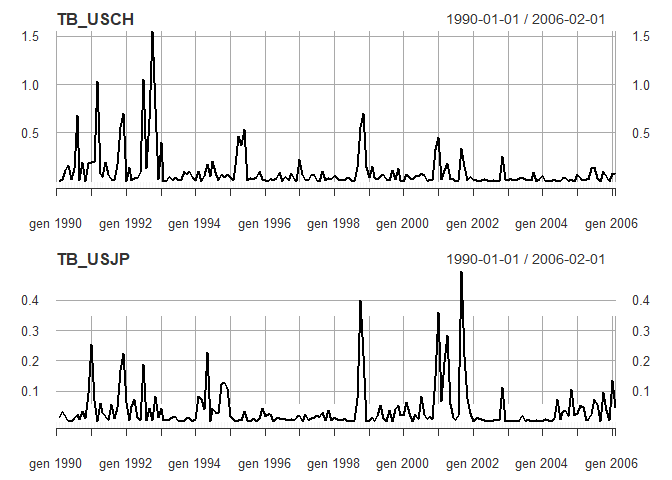 TB_USCH 1990-01-01 / 2006-02-01
1.5 1.5
1.0 1.0
0.5 0.5
gen 1990 gen 1992 gen 1994 gen 1996 gen 1998 gen 2000 gen 2002 gen 2004 gen 2006
TB_USJP 1990-01-01 / 2006-02-01
0.4 0.4
0.3 0.3
0.2 0.2
0.1 0.1
gen 1990 gen 1992 gen 1994 gen 1996 gen 1998 gen 2000 gen 2002 gen 2004 gen 2006